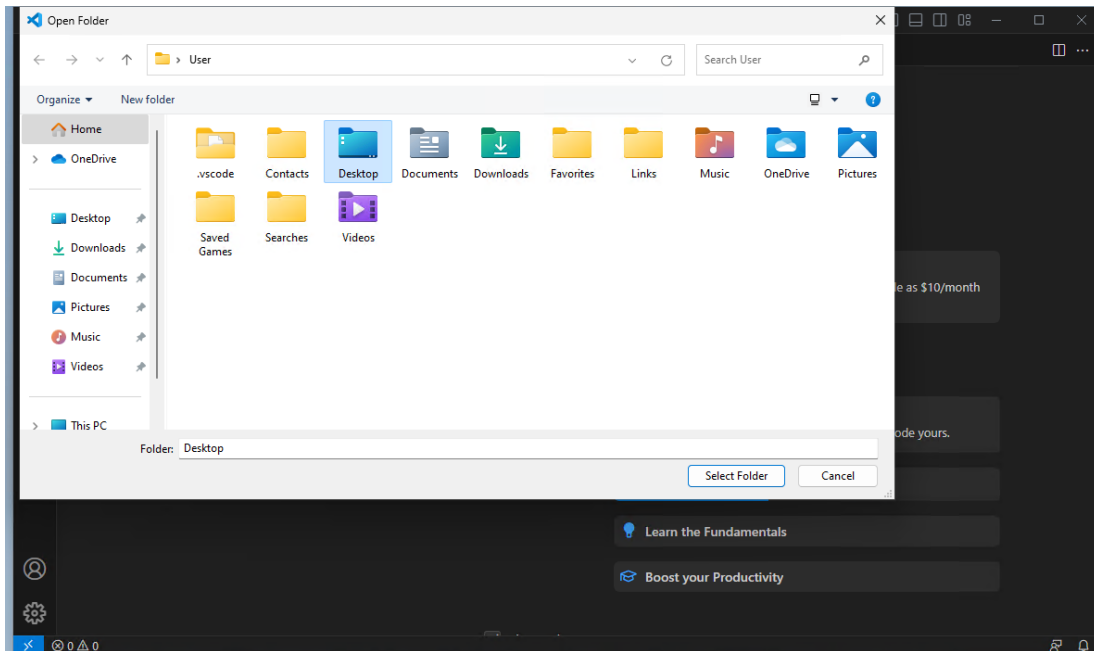 Open Folder
User
Search User
Organize
New folder
Home
OneDrive
Desktop
Downloads
Documents
Pictures
Music
Videos
This PC
.vscode
Contacts
Desktop
Documents
Downloads
Favorites
Links
Music
OneDrive
Pictures
Saved
Games
Searches
Videos
Folder:
Desktop
Select Folder
Cancel
as $10/month
ode yours.
Learn the Fundamentals
Boost your Productivity
0
0